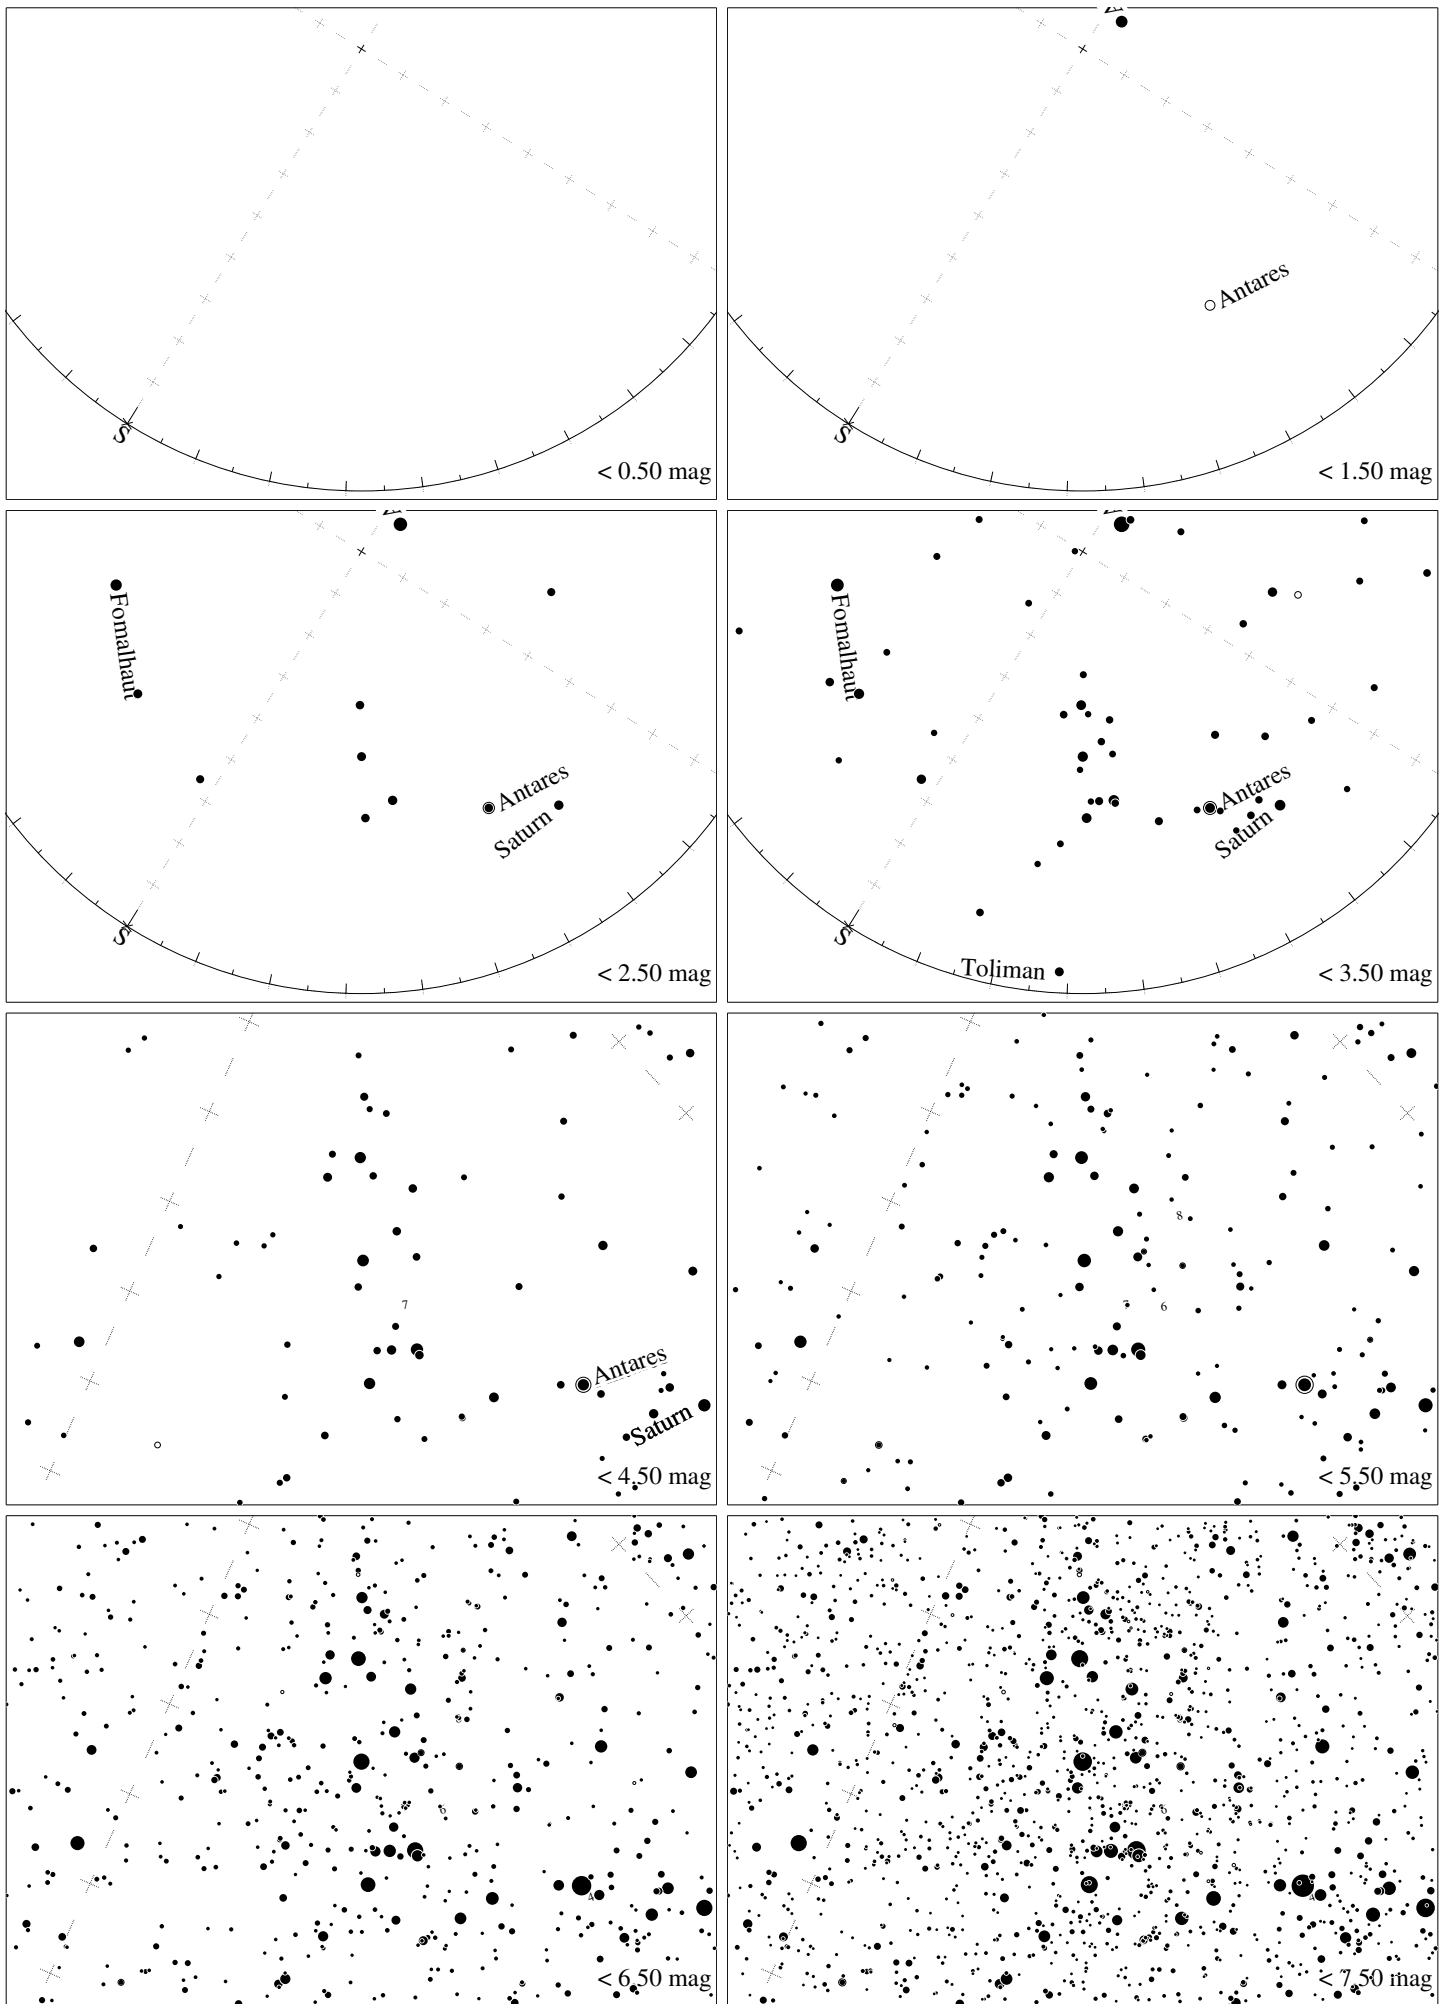 S
< 0.50 mag
Antares
S
< 1.50 mag
Fomalhaut
Antares
Saturn
S
< 2.50 mag
Fomalhaut
Antares
Saturn
S
Toliman
< 3.50 mag
7
Antares
Saturn
< 4.50 mag
8
7
6
< 5.50 mag
6
< 6.50 mag
6
< 7.50 mag